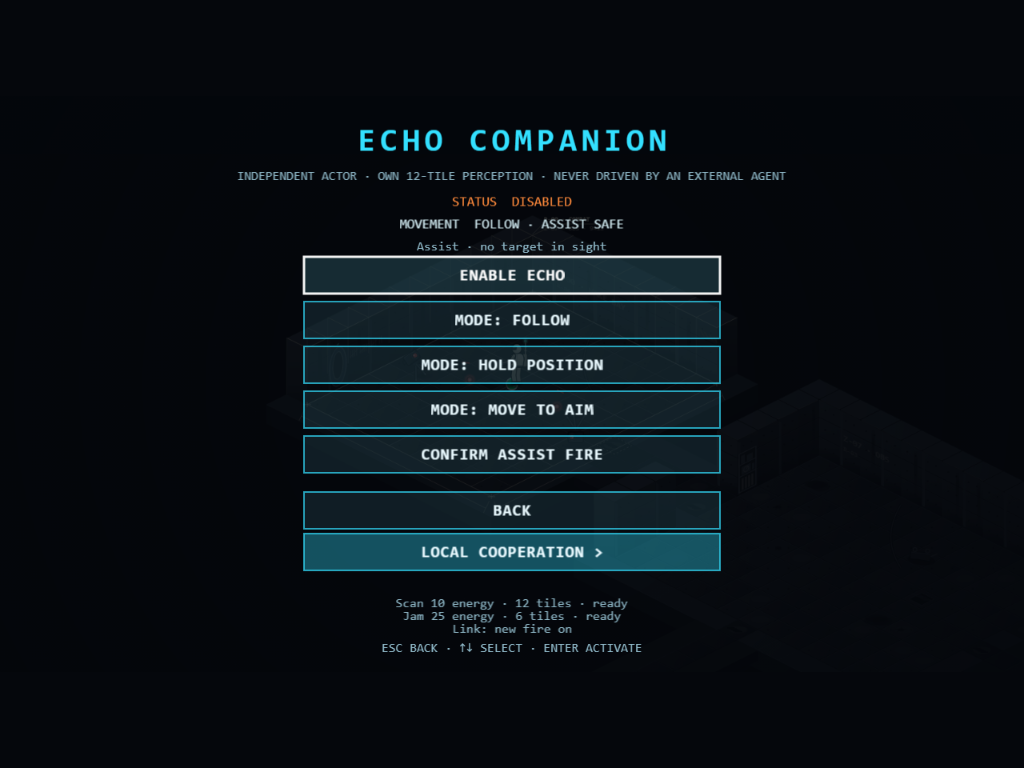 ECHO COMPANION
INDEPENDENT ACTOR · OWN 12-TILE PERCEPTION · NEVER DRIVEN BY AN EXTERNAL AGENT
STATUS  DISABLED
MOVEMENT  FOLLOW · ASSIST SAFE
Assist · no target in sight
ENABLE ECHO
MODE: FOLLOW
MODE: HOLD POSITION
MODE: MOVE TO AIM
CONFIRM ASSIST FIRE
BACK
LOCAL COOPERATION >
Scan 10 energy · 12 tiles · ready
Jam 25 energy · 6 tiles · ready
Link: new fire on
ESC BACK · ↑↓ SELECT · ENTER ACTIVATE